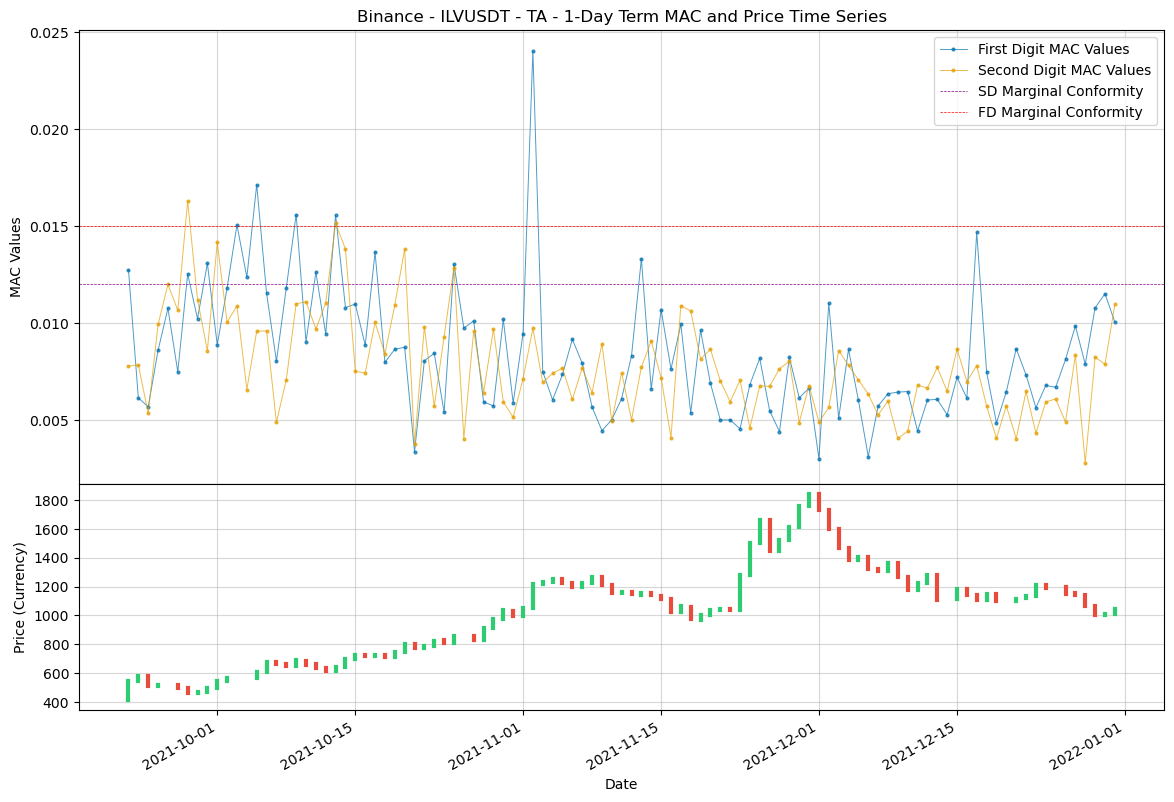 Binance - ILVUSDT - TA - 1-Day Term MAC and Price Time Series
MAC Values
0.025
0.020
0.015
0.010
0.005
First Digit MAC Values
Second Digit MAC Values
SD Marginal Conformity
FD Marginal Conformity
Price (Currency)
1800
1600
1400
1200
1000
800
600
400
2021-10-01
2021-10-15
2021-11-01
2021-11-15
2021-12-01
2021-12-15
2022-01-01
Date